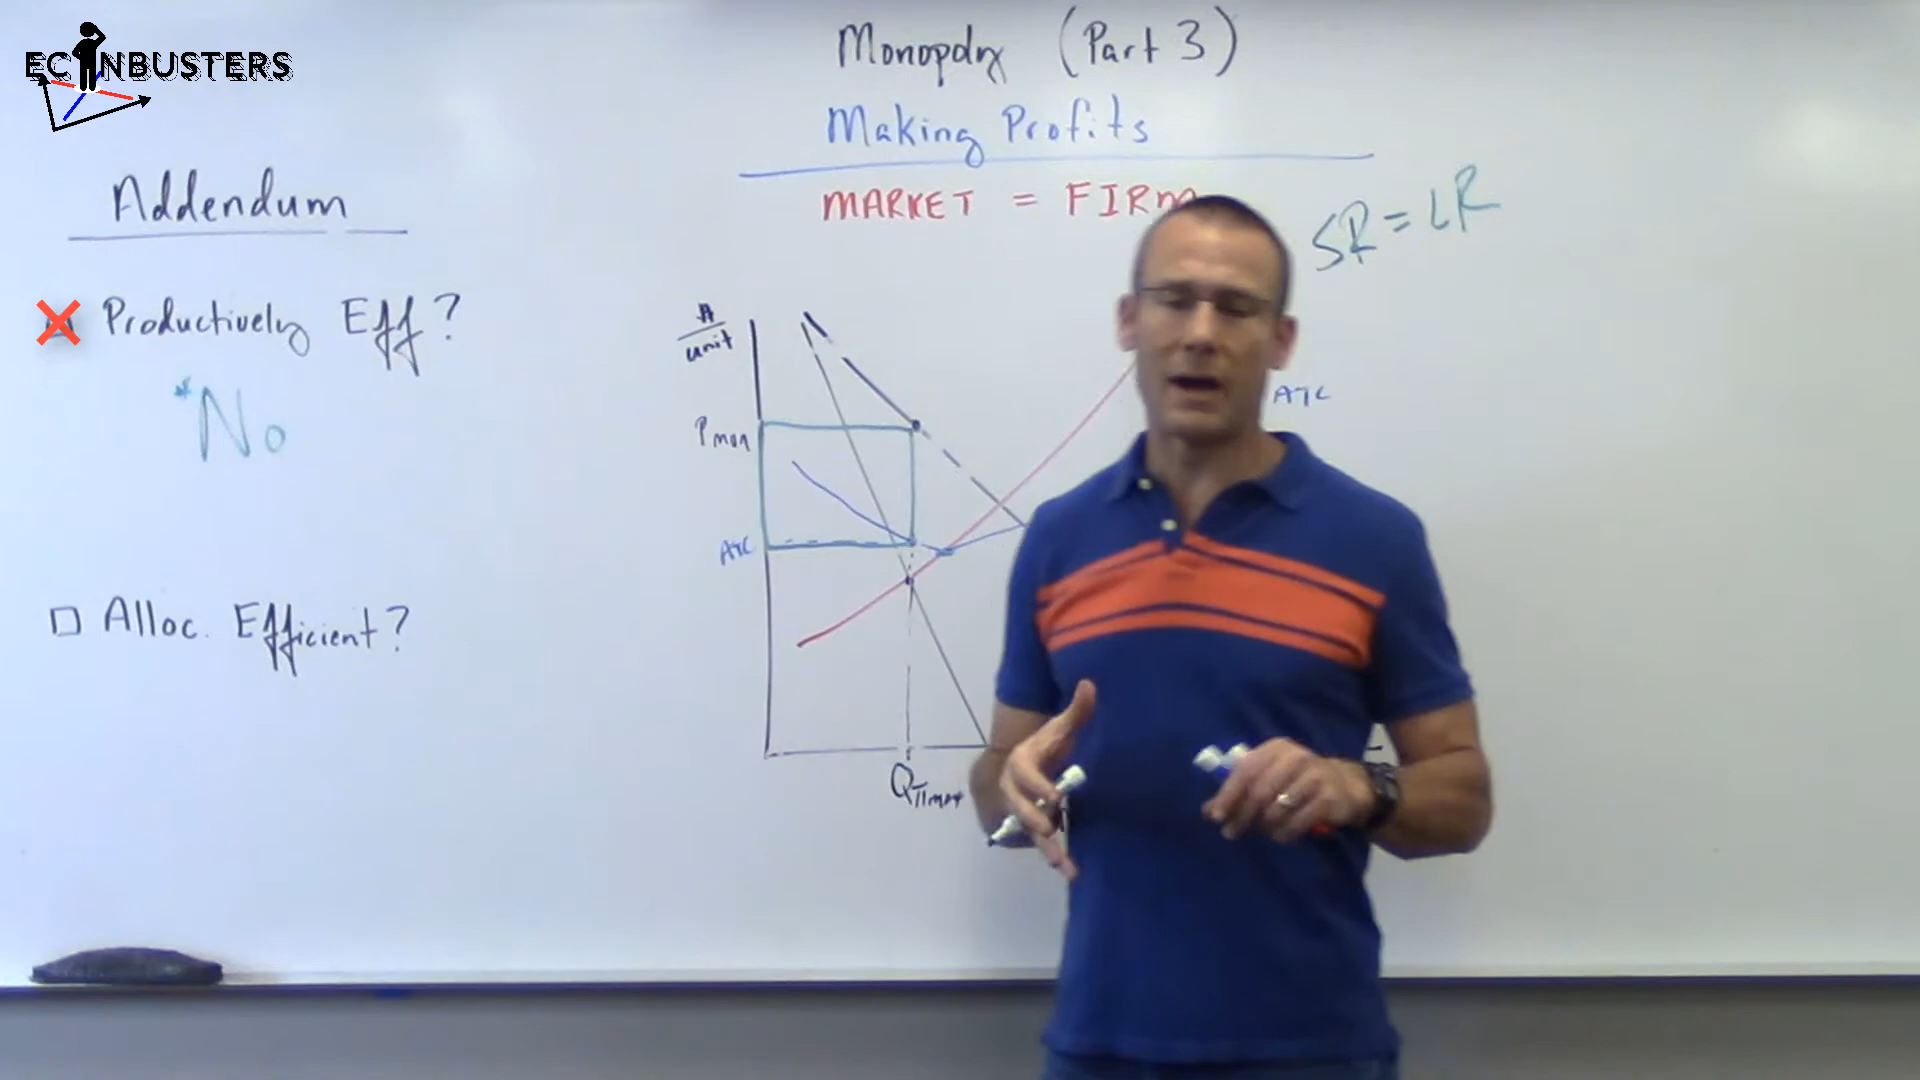 ECONBUSTERS
Monopoly (Part 3)
Making Profits
MARKET = FIRM
SR = LR
Addendum
Productively Eff?
*No
Alloc. Efficient?
$/unit
Pmon
ATC
ATC
Qπmax